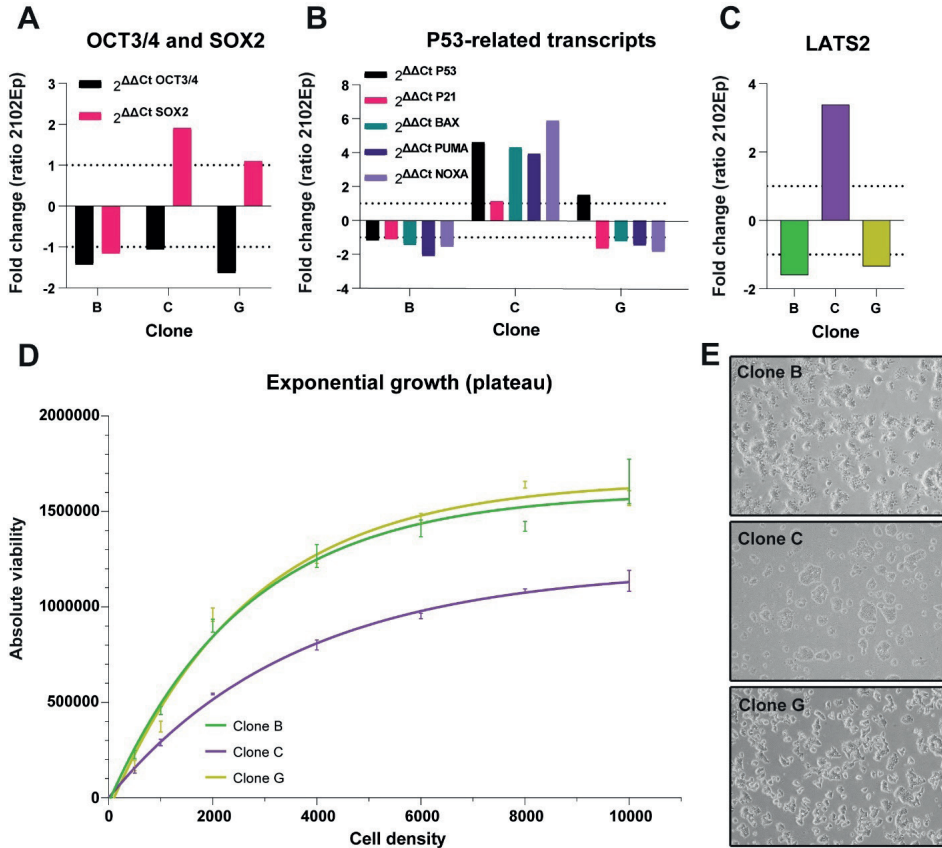 A
OCT3/4 and SOX2
Fold change (ratio 2102Ep)
3
2
1
0
-1
-2
2ΔΔCt OCT3/4
2ΔΔCt SOX2
B C G
Clone
B
P53-related transcripts
Fold change (ratio 2102Ep)
8
6
4
2
0
-2
-4
2ΔΔCt P53
2ΔΔCt P21
2ΔΔCt BAX
2ΔΔCt PUMA
2ΔΔCt NOXA
B C G
Clone
C
LATS2
Fold change (ratio 2102Ep)
4
2
0
-2
B C G
Clone
D
Exponential growth (plateau)
Absolute viability
2000000
1500000
1000000
500000
0
Clone B
Clone C
Clone G
0 2000 4000 6000 8000 10000
Cell density
E
Clone B
Clone C
Clone G